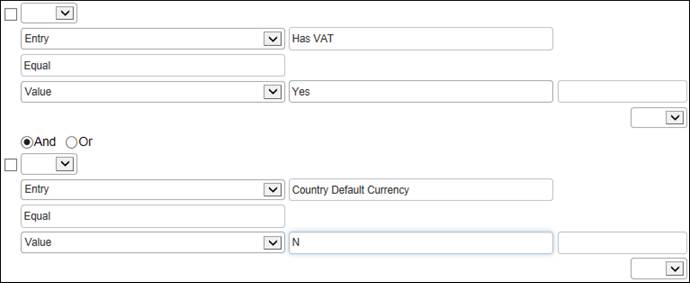 Entry Has VAT
Equal
Value Yes
And Or
Entry Country Default Currency
Equal
Value N